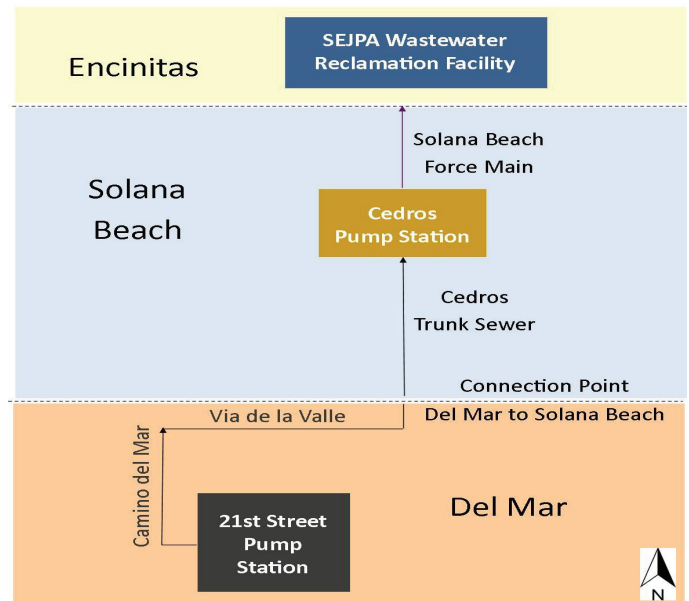 SEJPA Wastewater
Reclamation Facility
Encinitas
Solana Beach
Force Main
Solana
Beach
Cedros
Pump Station
Cedros
Trunk Sewer
Connection Point
Del Mar to Solana Beach
Via de la Valle
Camino del Mar
Del Mar
21st Street
Pump
Station
N